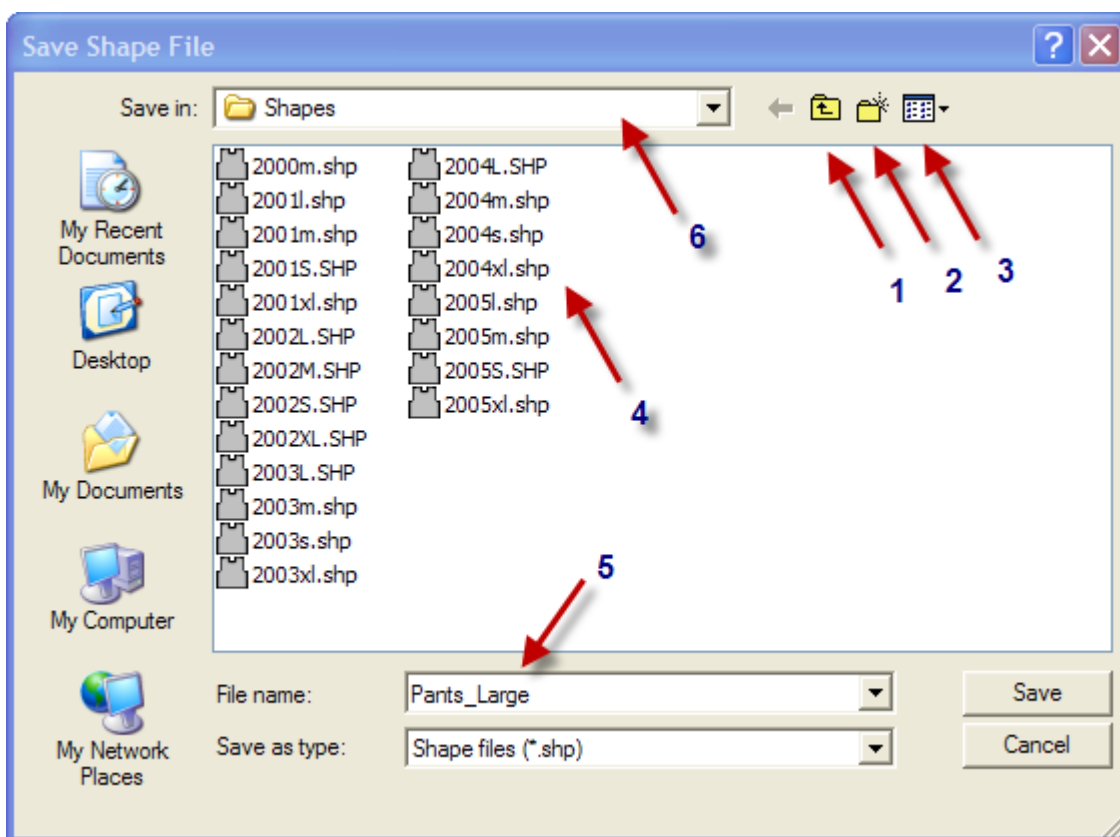 Save Shape File
Save in:
Shapes
My Recent
Documents
Desktop
My Documents
My Computer
My Network
Places
2000m.shp
2001l.shp
2001m.shp
2001S.SHP
2001xl.shp
2002L.SHP
2002M.SHP
2002S.SHP
2002XL.SHP
2003L.SHP
2003m.shp
2003s.shp
2003xl.shp
2004L.SHP
2004m.shp
2004s.shp
2004xl.shp
2005l.shp
2005m.shp
2005S.SHP
2005xl.shp
6
1
2
3
4
5
File name:
Pants_Large
Save
Save as type:
Shape files (*.shp)
Cancel